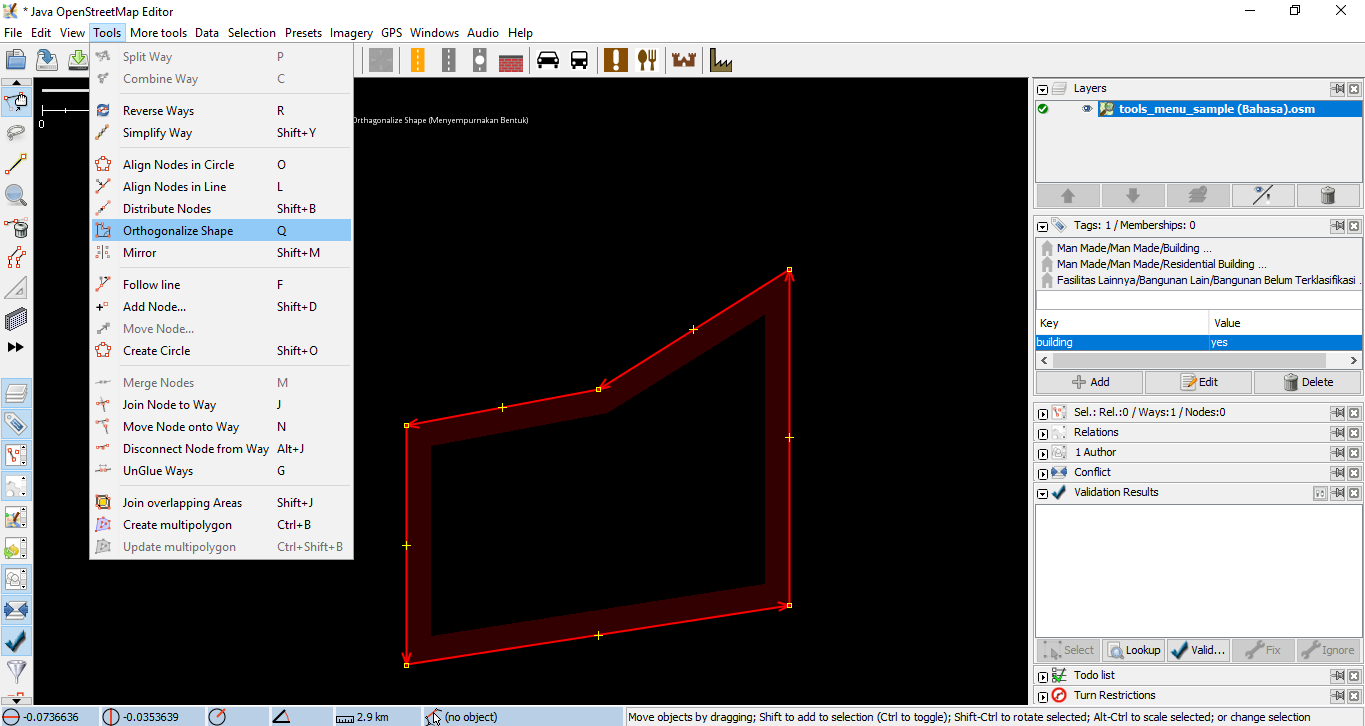 * Java OpenStreetMap Editor
File Edit View Tools More tools Data Selection Presets Imagery GPS Windows Audio Help
Split Way P
Combine Way C
Reverse Ways R
Simplify Way Shift+Y
Align Nodes in Circle O
Align Nodes in Line L
Distribute Nodes Shift+B
Orthogonalize Shape Q
Mirror Shift+M
Follow line F
Add Node... Shift+D
Move Node...
Create Circle Shift+O
Merge Nodes M
Join Node to Way J
Move Node onto Way N
Disconnect Node from Way Alt+J
UnGlue Ways G
Join overlapping Areas Shift+J
Create multipolygon Ctrl+B
Update multipolygon Ctrl+Shift+B
0
Orthagonalize Shape (Menyempurnakan Bentuk)
Layers
tools_menu_sample (Bahasa).osm
Tags: 1 / Memberships: 0
Man Made/Man Made/Building ...
Man Made/Man Made/Residential Building ...
Fasilitas Lainnya/Bangunan Lain/Bangunan Belum Terklasifikasi .
Key Value
building yes
Add Edit Delete
Sel.: Rel.:0 / Ways:1 / Nodes:0
Relations
1 Author
Conflict
Validation Results
Select Lookup Valid... Fix Ignore
Todo list
Turn Restrictions
-0.0736636 -0.0353639 2.9 km (no object) Move objects by dragging; Shift to add to selection (Ctrl to toggle); Shift-Ctrl to rotate selected; Alt-Ctrl to scale selected; or change selection